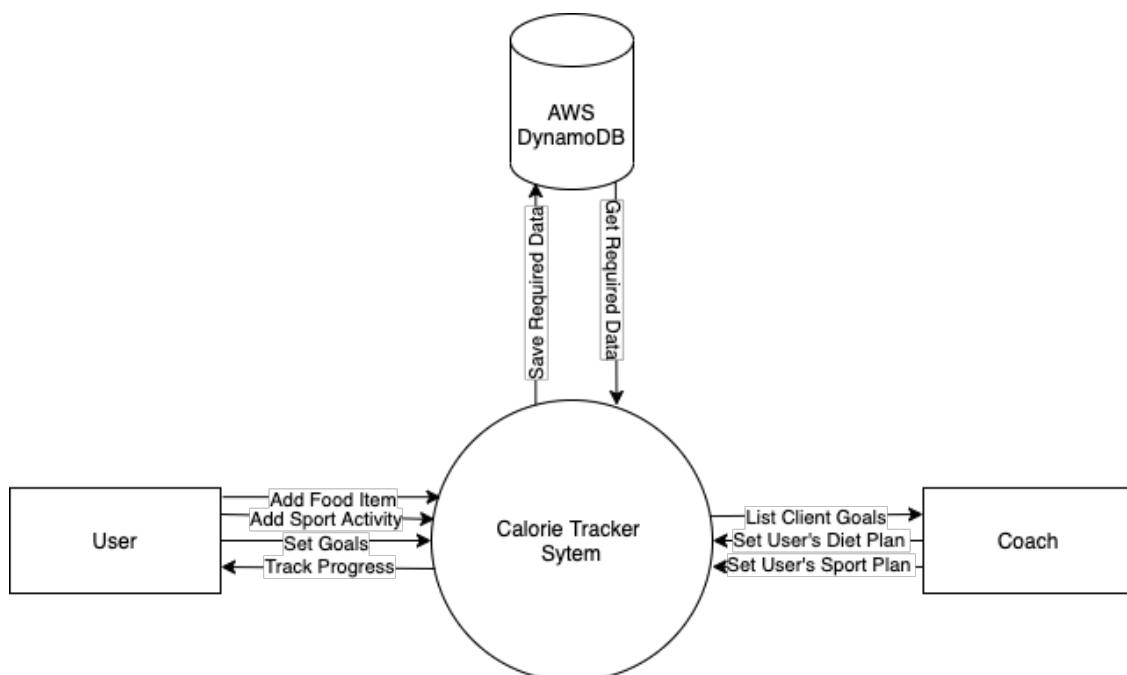 AWS
DynamoDB
Save Required Data
Get Required Data
User
Add Food Item
Add Sport Activity
Set Goals
Track Progress
Calorie Tracker
Sytem
List Client Goals
Set User's Diet Plan
Set User's Sport Plan
Coach